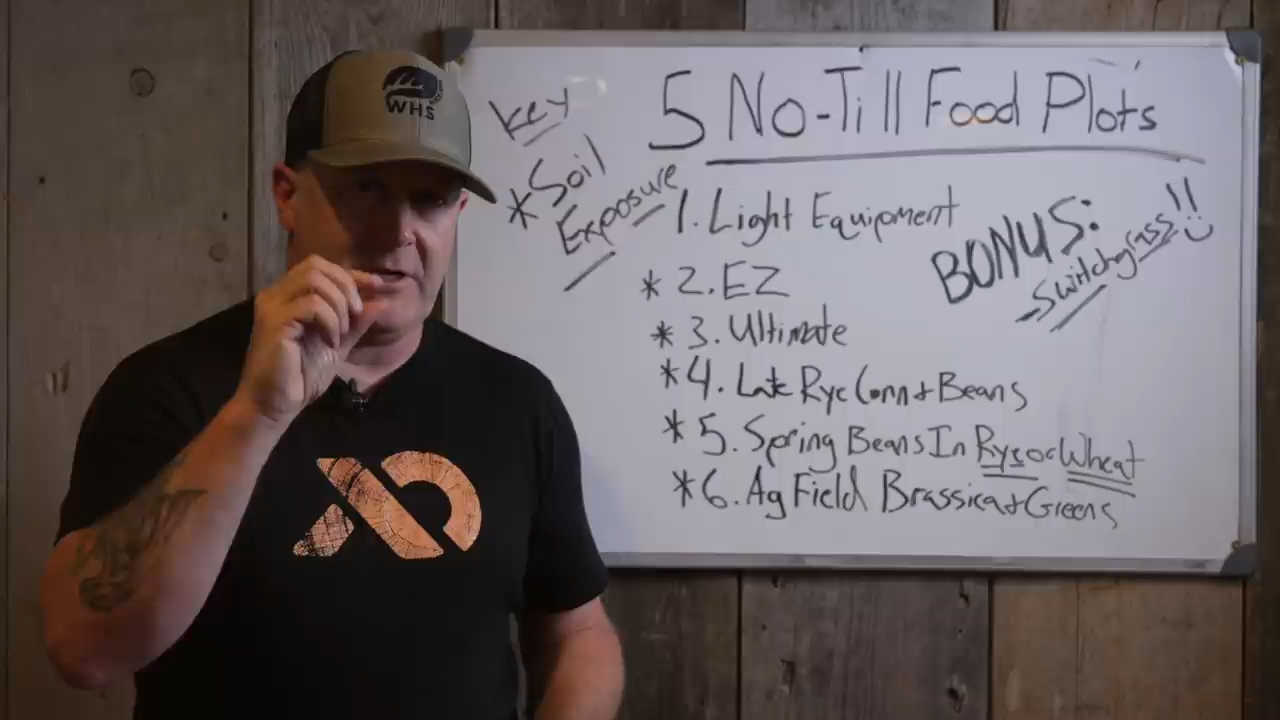 WHS
Key
* Soil
Exposure
5 No-Till Food Plots
1. Light Equipment
* 2. EZ
* 3. Ultimate
* 4. Late Rye Corn + Beans
* 5. Spring Beans In Rye or Wheat
* 6. Ag Field Brassica + Greens
BONUS:
- Switchgrass!!